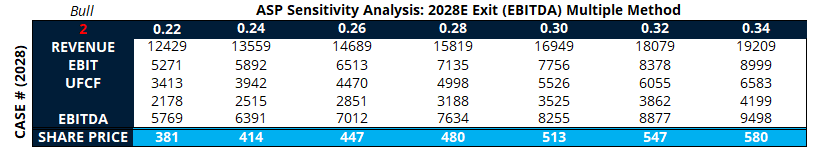 Bull ASP Sensitivity Analysis: 2028E Exit (EBITDA) Multiple Method
2 0.22 0.24 0.26 0.28 0.30 0.32 0.34
CASE # (2028)
REVENUE 12429 13559 14689 15819 16949 18079 19209
EBIT 5271 5892 6513 7135 7756 8378 8999
UFCF 3413 3942 4470 4998 5526 6055 6583
2178 2515 2851 3188 3525 3862 4199
EBITDA 5769 6391 7012 7634 8255 8877 9498
SHARE PRICE 381 414 447 480 513 547 580